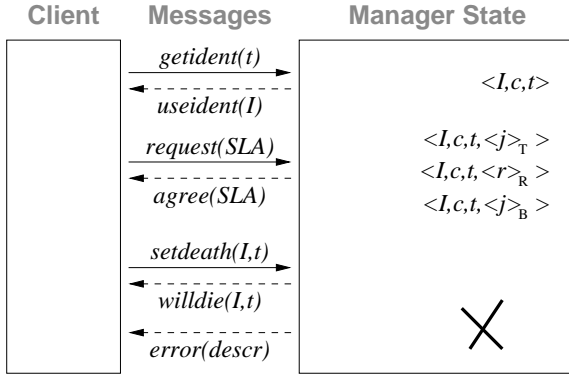 Client Messages Manager State
getident(t)
<I,c,t>
useident(I)
request(SLA)
<I,c,t,<j>T >
<I,c,t,<r>R >
agree(SLA)
<I,c,t,<j>B >
setdeath(I,t)
willdie(I,t)
error(descr)